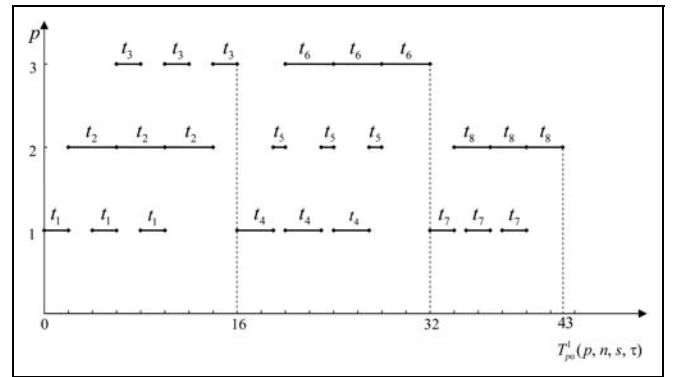 p
t₃ t₃ t₃ t₆ t₆ t₆
3
t₂ t₂ t₂ t₅ t₅ t₅ t₈ t₈ t₈
2
t₁ t₁ t₁ t₄ t₄ t₄ t₇ t₇ t₇
1
0 16 32 43
T¹ₚₙ(p, n, s, τ)